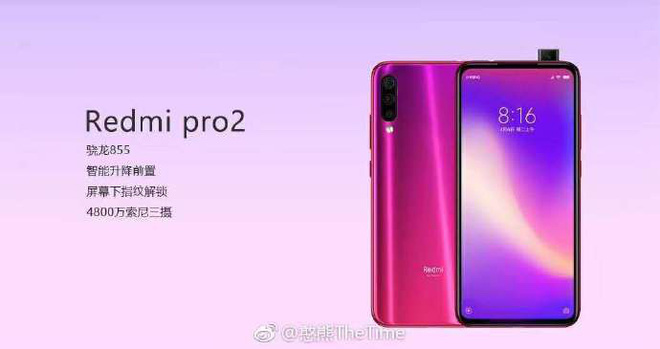 Redmi pro2
骁龙855
智能升降前置
屏幕下指纹解锁
4800万索尼三摄
8:16
Redmi
@惑熊TheTime